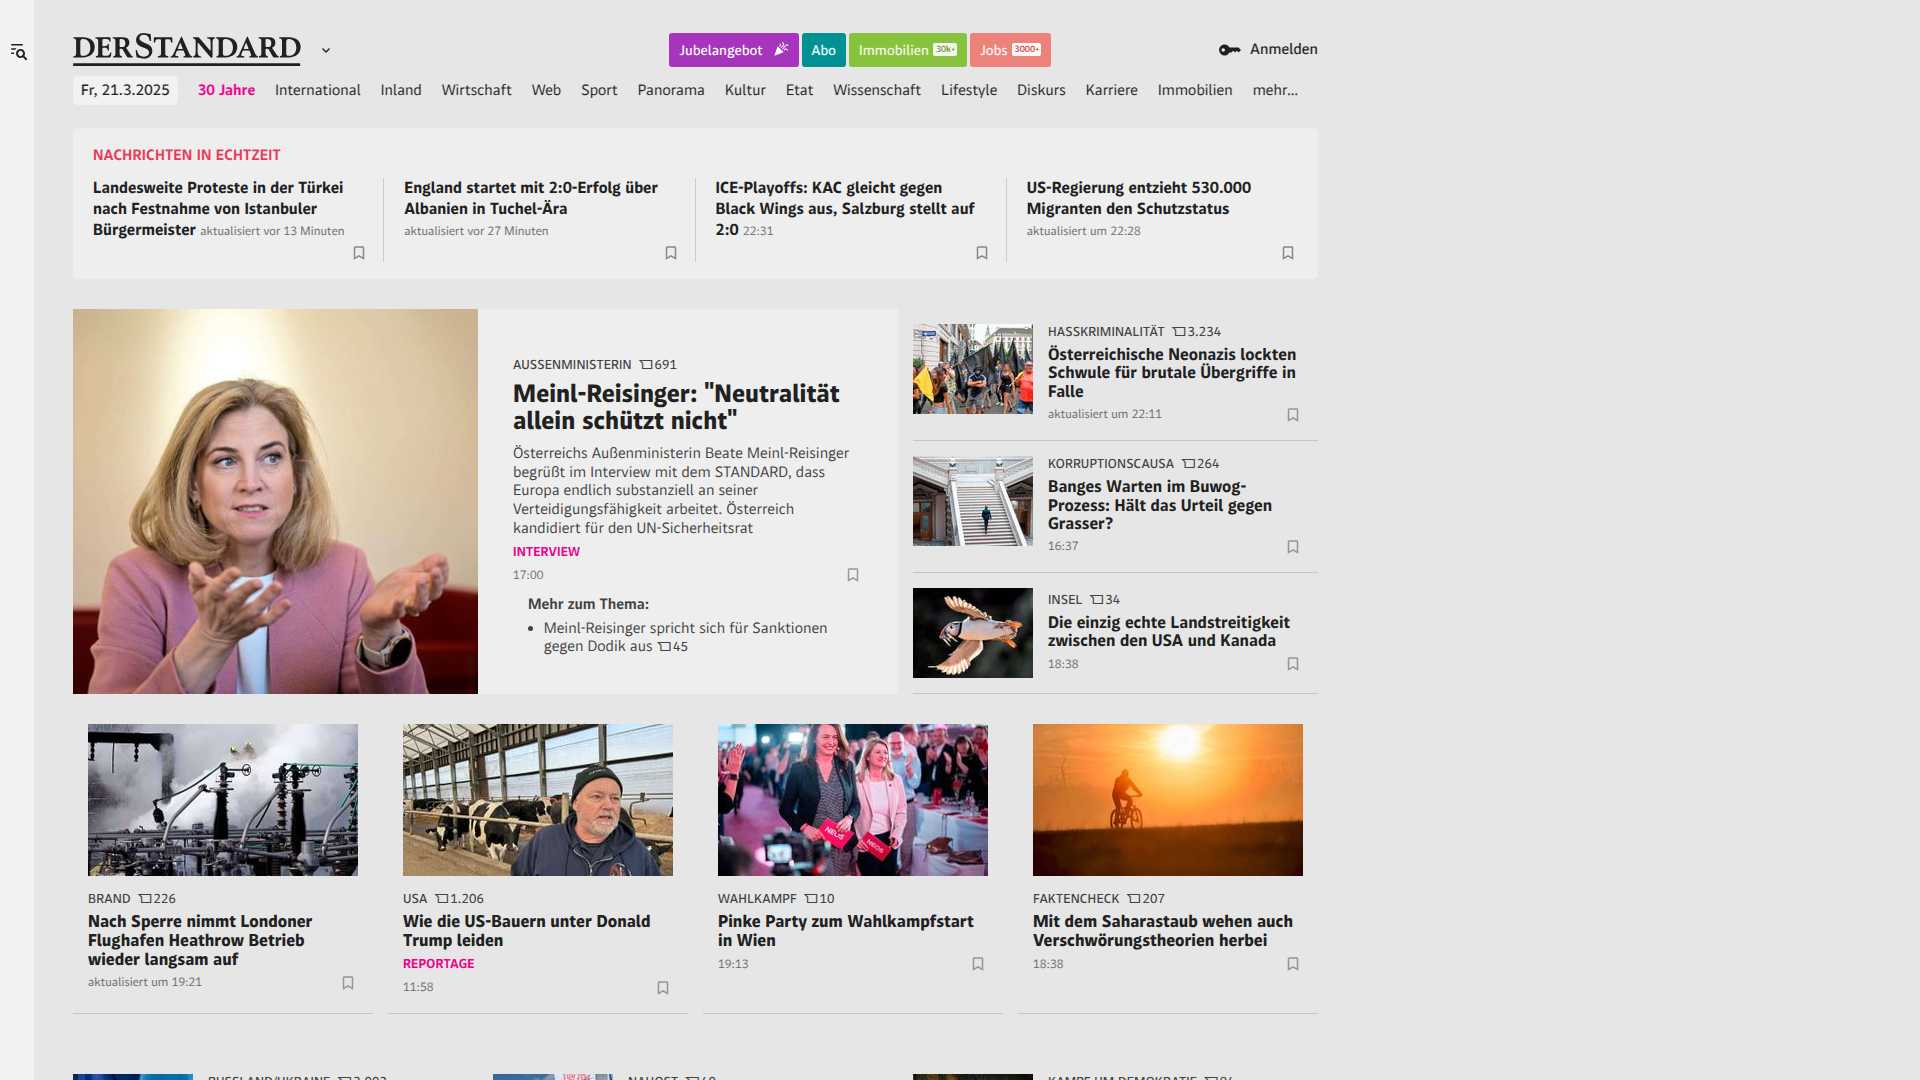 DERSTANDARD
Jubelangebot
Abo
Immobilien 30k+
Jobs 3000+
Anmelden
Fr, 21.3.2025 30 Jahre International Inland Wirtschaft Web Sport Panorama Kultur Etat Wissenschaft Lifestyle Diskurs Karriere Immobilien mehr...
NACHRICHTEN IN ECHTZEIT
Landesweite Proteste in der Türkei
nach Festnahme von Istanbuler
Bürgermeister aktualisiert vor 13 Minuten
England startet mit 2:0-Erfolg über
Albanien in Tuchel-Ära
aktualisiert vor 27 Minuten
ICE-Playoffs: KAC gleicht gegen
Black Wings aus, Salzburg stellt auf
2:0 22:31
US-Regierung entzieht 530.000
Migranten den Schutzstatus
aktualisiert um 22:28
AUSSENMINISTERIN 691
Meinl-Reisinger: "Neutralität
allein schützt nicht"
Österreichs Außenministerin Beate Meinl-Reisinger
begrüßt im Interview mit dem STANDARD, dass
Europa endlich substanziell an seiner
Verteidigungsfähigkeit arbeitet. Österreich
kandidiert für den UN-Sicherheitsrat
INTERVIEW
17:00
Mehr zum Thema:
• Meinl-Reisinger spricht sich für Sanktionen
gegen Dodik aus 45
HASSKRIMINALITÄT 3.234
Österreichische Neonazis lockten
Schwule für brutale Übergriffe in
Falle
aktualisiert um 22:11
KORRUPTIONSCAUSA 264
Banges Warten im Buwog-
Prozess: Hält das Urteil gegen
Grasser?
16:37
INSEL 34
Die einzig echte Landstreitigkeit
zwischen den USA und Kanada
18:38
BRAND 226
Nach Sperre nimmt Londoner
Flughafen Heathrow Betrieb
wieder langsam auf
aktualisiert um 19:21
USA 1.206
Wie die US-Bauern unter Donald
Trump leiden
REPORTAGE
11:58
NEOS
NEOS
WAHLKAMPF 10
Pinke Party zum Wahlkampfstart
in Wien
19:13
FAKTENCHECK 207
Mit dem Saharastaub wehen auch
Verschwörungstheorien herbei
18:38
RUSSLAND/UKRAINE
NAHOST
KAMPF UM DEMOKRATIE